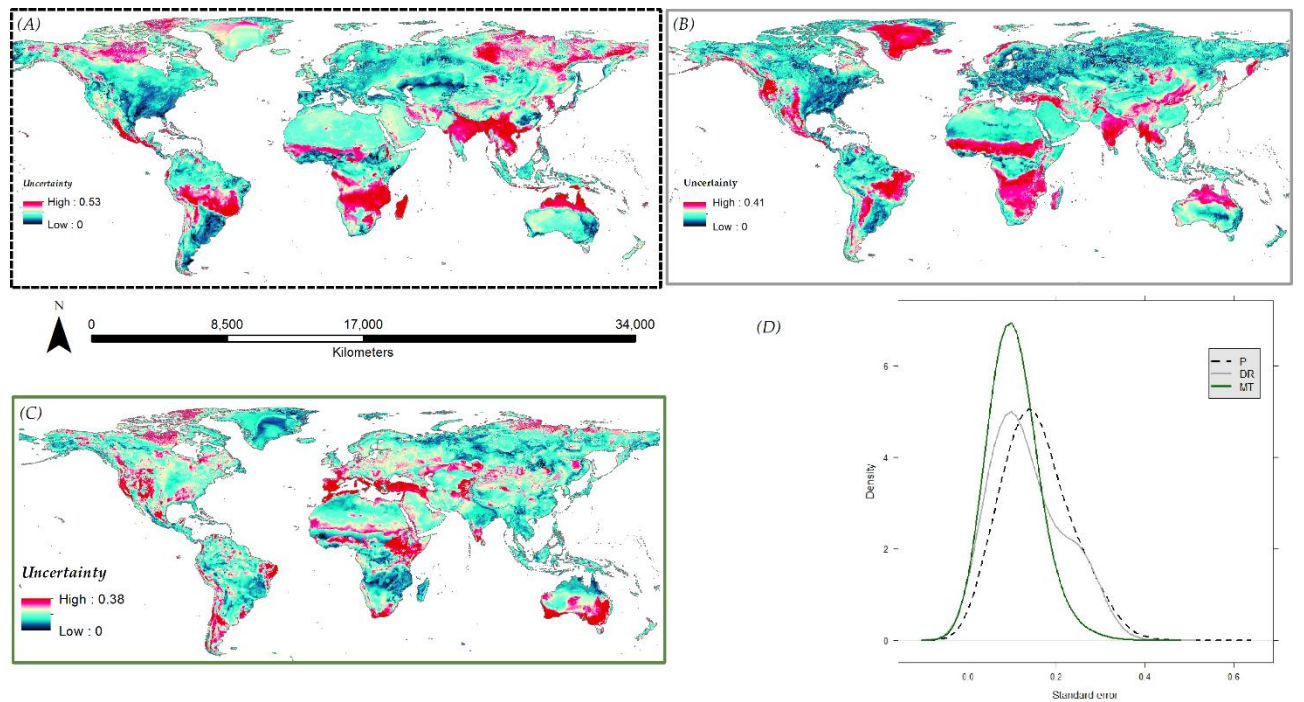 (A)
Uncertainty
High : 0.53
Low : 0
(B)
Uncertainty
High : 0.41
Low : 0
N
0 8,500 17,000 34,000
Kilometers
(C)
Uncertainty
High : 0.38
Low : 0
(D)
P
DR
MT
6
4
2
0
Density
0.0 0.2 0.4 0.6
Standard error